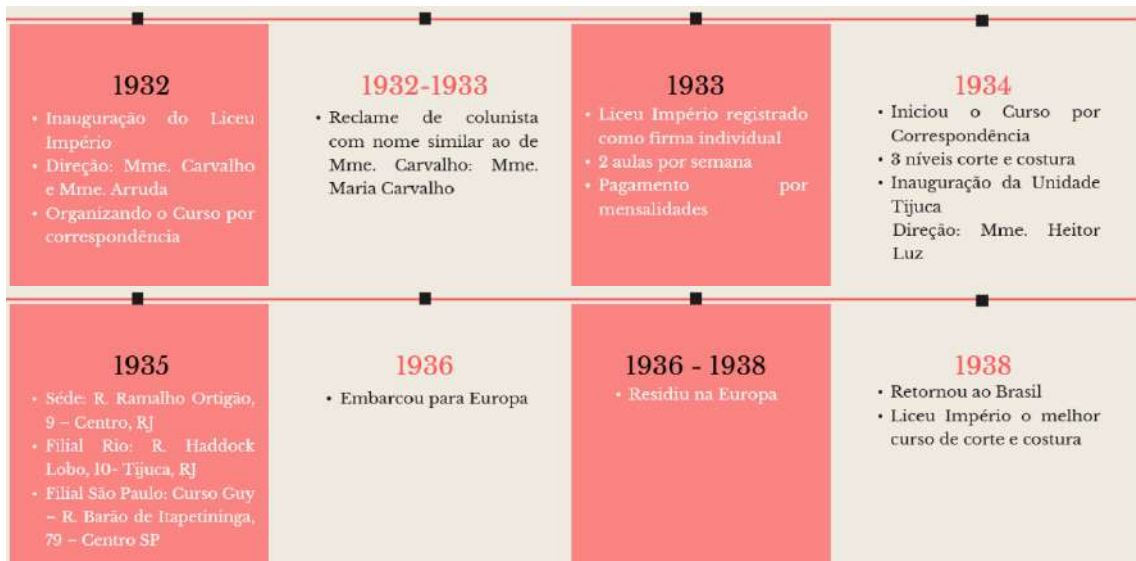 1932
• Inauguração do Liceu
Império
• Direção: Mme. Carvalho
e Mme. Arruda
• Organizando o Curso por
correspondência
1932-1933
• Reclame de colunista
com nome similar ao de
Mme. Carvalho: Mme.
Maria Carvalho
1933
• Liceu Império registrado
como firma individual
• 2 aulas por semana
• Pagamento por
mensalidades
1934
• Iniciou o Curso por
Correspondência
• 3 níveis corte e costura
• Inauguração da Unidade
Tijuca
Direção: Mme. Heitor
Luz
1935
• Séde: R. Ramalho Ortigão,
9 – Centro, RJ
• Filial Rio: R. Haddock
Lobo, 10- Tijuca, RJ
• Filial São Paulo: Curso Guy
– R. Barão de Itapetininga,
79 – Centro SP
1936
• Embarcou para Europa
1936 - 1938
• Residiu na Europa
1938
• Retornou ao Brasil
• Liceu Império o melhor
curso de corte e costura